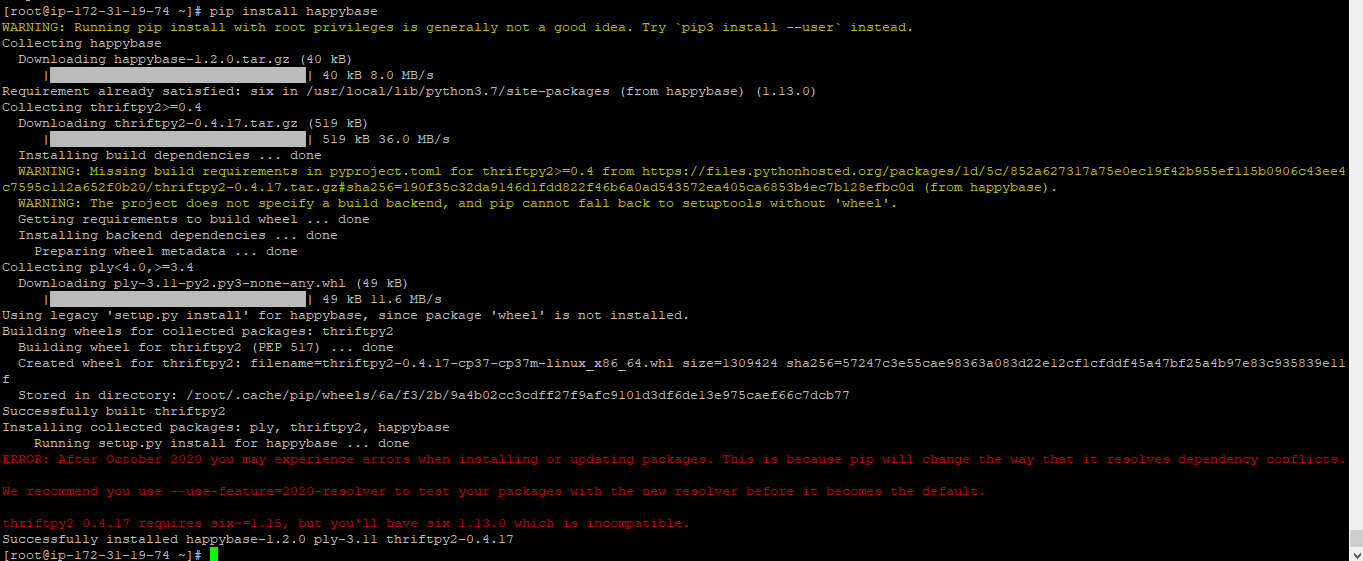 [root@ip-172-31-19-74 ~]# pip install happybase
WARNING: Running pip install with root privileges is generally not a good idea. Try `pip3 install --user` instead.
Collecting happybase
  Downloading happybase-1.2.0.tar.gz (40 kB)
     |████████████████████████████████| 40 kB 8.0 MB/s
Requirement already satisfied: six in /usr/local/lib/python3.7/site-packages (from happybase) (1.13.0)
Collecting thriftpy2>=0.4
  Downloading thriftpy2-0.4.17.tar.gz (519 kB)
     |████████████████████████████████| 519 kB 36.0 MB/s
  Installing build dependencies ... done
  WARNING: Missing build requirements in pyproject.toml for thriftpy2>=0.4 from https://files.pythonhosted.org/packages/1d/5c/852a627317a75e0ec19f42b955ef115b0906c43ee4
c7595c112a652f0b20/thriftpy2-0.4.17.tar.gz#sha256=190f35c32da9146d1fdd822f46b6a0ad543572ea405ca6853b4ec7b128efbc0d (from happybase).
  WARNING: The project does not specify a build backend, and pip cannot fall back to setuptools without 'wheel'.
  Getting requirements to build wheel ... done
  Installing backend dependencies ... done
    Preparing wheel metadata ... done
Collecting ply<4.0,>=3.4
  Downloading ply-3.11-py2.py3-none-any.whl (49 kB)
     |████████████████████████████████| 49 kB 11.6 MB/s
Using legacy 'setup.py install' for happybase, since package 'wheel' is not installed.
Building wheels for collected packages: thriftpy2
  Building wheel for thriftpy2 (PEP 517) ... done
  Created wheel for thriftpy2: filename=thriftpy2-0.4.17-cp37-cp37m-linux_x86_64.whl size=1309424 sha256=57247c3e55cae98363a083d22e12cf1cfddf45a47bf25a4b97e83c935839e11
f
  Stored in directory: /root/.cache/pip/wheels/6a/f3/2b/9a4b02cc3cdff27f9afc9101d3df6de13e975caef66c7dcb77
Successfully built thriftpy2
Installing collected packages: ply, thriftpy2, happybase
    Running setup.py install for happybase ... done
ERROR: After October 2020 you may experience errors when installing or updating packages. This is because pip will change the way that it resolves dependency conflicts.
We recommend you use --use-feature=2020-resolver to test your packages with the new resolver before it becomes the default.
thriftpy2 0.4.17 requires six~=1.15, but you'll have six 1.13.0 which is incompatible.
Successfully installed happybase-1.2.0 ply-3.11 thriftpy2-0.4.17
[root@ip-172-31-19-74 ~]#